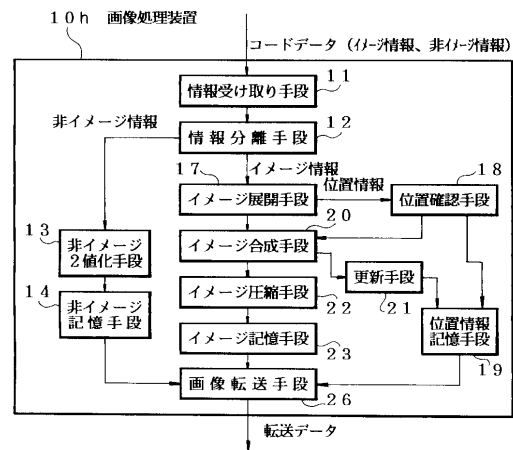 10h 画像処理装置
コードデータ(イメージ情報、非イメージ情報)
情報受け取り手段
11
非イメージ情報
情報分離手段
12
イメージ情報
17
イメージ展開手段
位置情報
18
位置確認手段
20
13
非イメージ
2値化手段
イメージ合成手段
更新手段
21
14
非イメージ
記憶手段
イメージ圧縮手段
22
位置情報
記憶手段
19
イメージ記憶手段
23
画像転送手段
26
転送データ